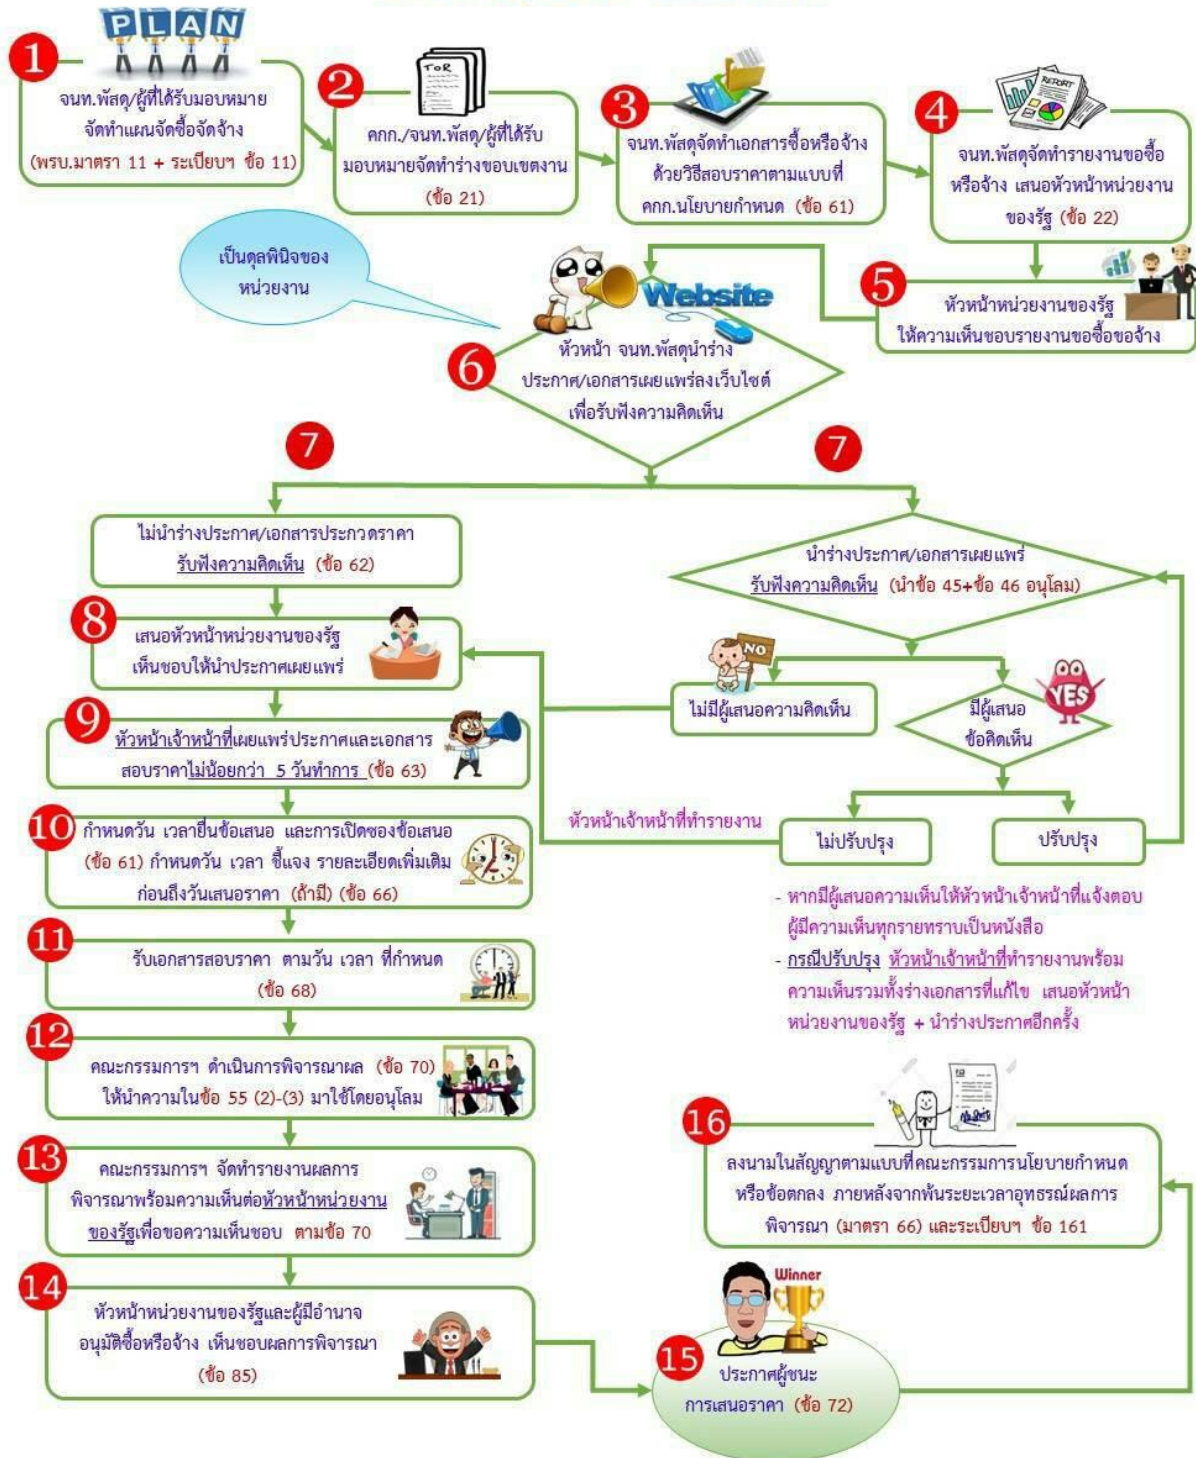 PLAN
1
จนท.พัสดุ/ผู้ที่ได้รับมอบหมาย
จัดทำแผนจัดซื้อจัดจ้าง
(พรบ.มาตรา 11 + ระเบียบฯ ข้อ 11)
TOR
2
คกก./จนท.พัสดุ/ผู้ที่ได้รับ
มอบหมายจัดทำร่างขอบเขตงาน
(ข้อ 21)
3
จนท.พัสดุจัดทำเอกสารซื้อหรือจ้าง
ด้วยวิธีสอบราคาตามแบบที่
คกก.นโยบายกำหนด (ข้อ 61)
REPORT
4
จนท.พัสดุจัดทำรายงานขอซื้อ
หรือจ้าง เสนอหัวหน้าหน่วยงาน
ของรัฐ (ข้อ 22)
5
หัวหน้าหน่วยงานของรัฐ
ให้ความเห็นชอบรายงานขอซื้อขอจ้าง
เป็นดุลพินิจของ
หน่วยงาน
Website
6
หัวหน้า จนท.พัสดุนำร่าง
ประกาศ/เอกสารเผยแพร่ลงเว็บไซต์
เพื่อรับฟังความคิดเห็น
7
7
ไม่นำร่างประกาศ/เอกสารประกวดราคา
รับฟังความคิดเห็น (ข้อ 62)
นำร่างประกาศ/เอกสารเผยแพร่
รับฟังความคิดเห็น (นำข้อ 45+ข้อ 46 อนุโลม)
8
เสนอหัวหน้าหน่วยงานของรัฐ
เห็นชอบให้นำประกาศเผยแพร่
NO
ไม่มีผู้เสนอความคิดเห็น
YES
มีผู้เสนอ
ข้อคิดเห็น
9
หัวหน้าเจ้าหน้าที่เผยแพร่ประกาศและเอกสาร
สอบราคาไม่น้อยกว่า 5 วันทำการ (ข้อ 63)
หัวหน้าเจ้าหน้าที่ทำรายงาน
ไม่ปรับปรุง
ปรับปรุง
10
กำหนดวัน เวลายื่นข้อเสนอ และการเปิดซองข้อเสนอ
(ข้อ 61) กำหนดวัน เวลา ชี้แจง รายละเอียดเพิ่มเติม
ก่อนถึงวันเสนอราคา (ถ้ามี) (ข้อ 66)
- หากมีผู้เสนอความเห็นให้หัวหน้าเจ้าหน้าที่แจ้งตอบ
ผู้มีความเห็นทุกรายทราบเป็นหนังสือ
- กรณีปรับปรุง หัวหน้าเจ้าหน้าที่ทำรายงานพร้อม
ความเห็นรวมทั้งร่างเอกสารที่แก้ไข เสนอหัวหน้า
หน่วยงานของรัฐ + นำร่างประกาศอีกครั้ง
11
รับเอกสารสอบราคา ตามวัน เวลา ที่กำหนด
(ข้อ 68)
12
คณะกรรมการฯ ดำเนินการพิจารณาผล (ข้อ 70)
ให้นำความในข้อ 55 (2)-(3) มาใช้โดยอนุโลม
13
คณะกรรมการฯ จัดทำรายงานผลการ
พิจารณาพร้อมความเห็นต่อหัวหน้าหน่วยงาน
ของรัฐเพื่อขอความเห็นชอบ ตามข้อ 70
14
หัวหน้าหน่วยงานของรัฐและผู้มีอำนาจ
อนุมัติซื้อหรือจ้าง เห็นชอบผลการพิจารณา
(ข้อ 85)
Winner
15
ประกาศผู้ชนะ
การเสนอราคา (ข้อ 72)
16
ลงนามในสัญญาตามแบบที่คณะกรรมการนโยบายกำหนด
หรือข้อตกลง ภายหลังจากพ้นระยะเวลาอุทธรณ์ผลการ
พิจารณา (มาตรา 66) และระเบียบฯ ข้อ 161